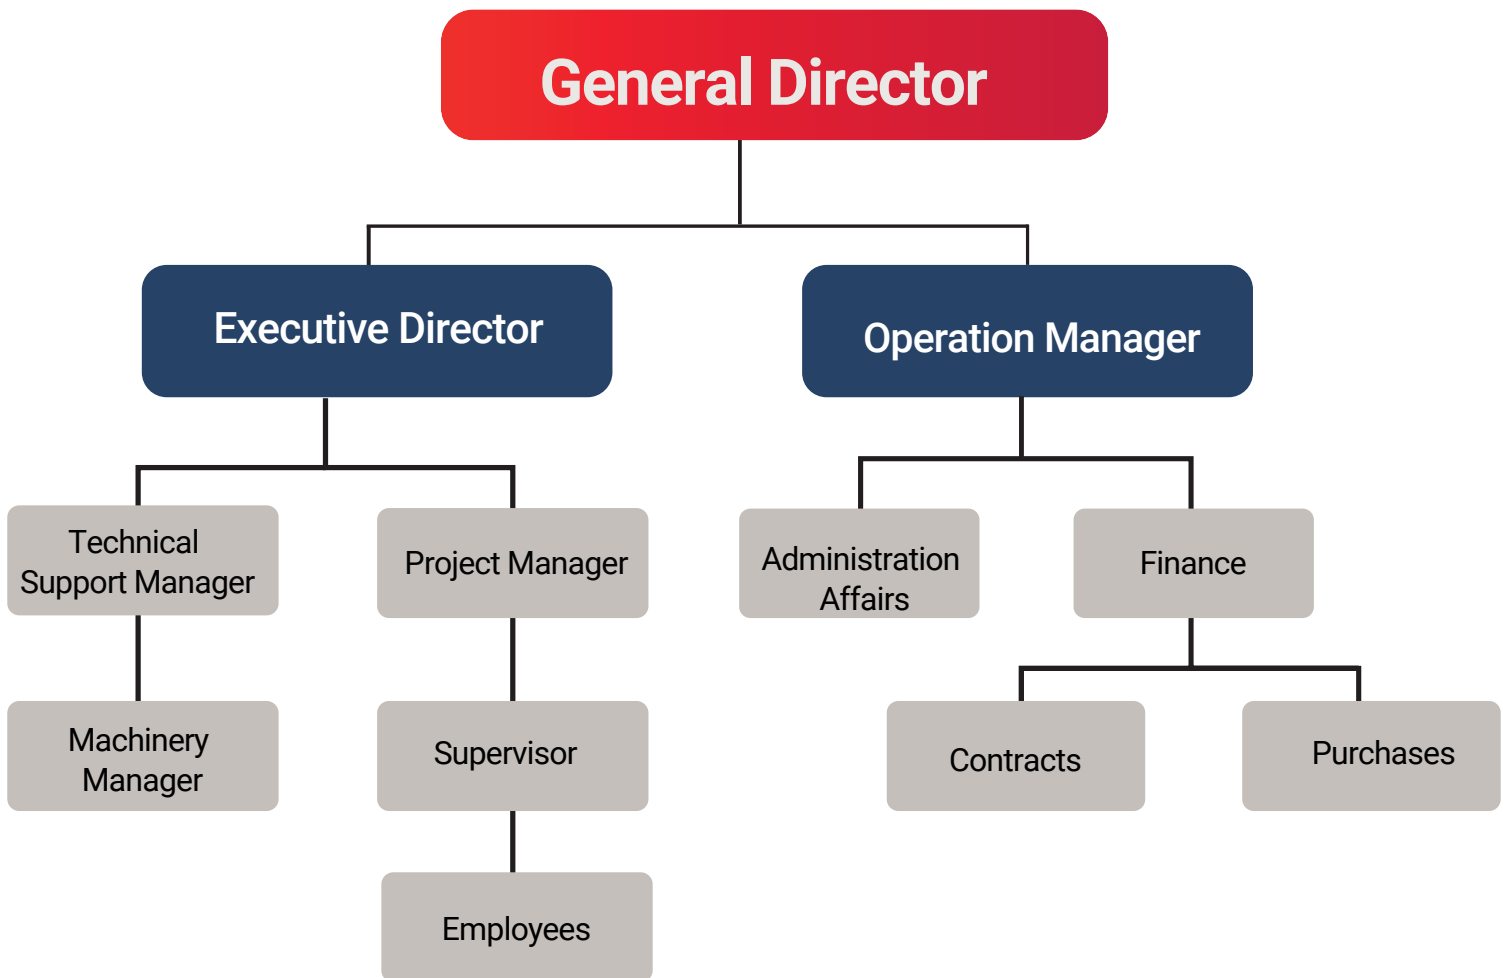 General Director
Executive Director
Operation Manager
Technical
Support Manager
Project Manager
Administration
Affairs
Finance
Machinery
Manager
Supervisor
Contracts
Purchases
Employees